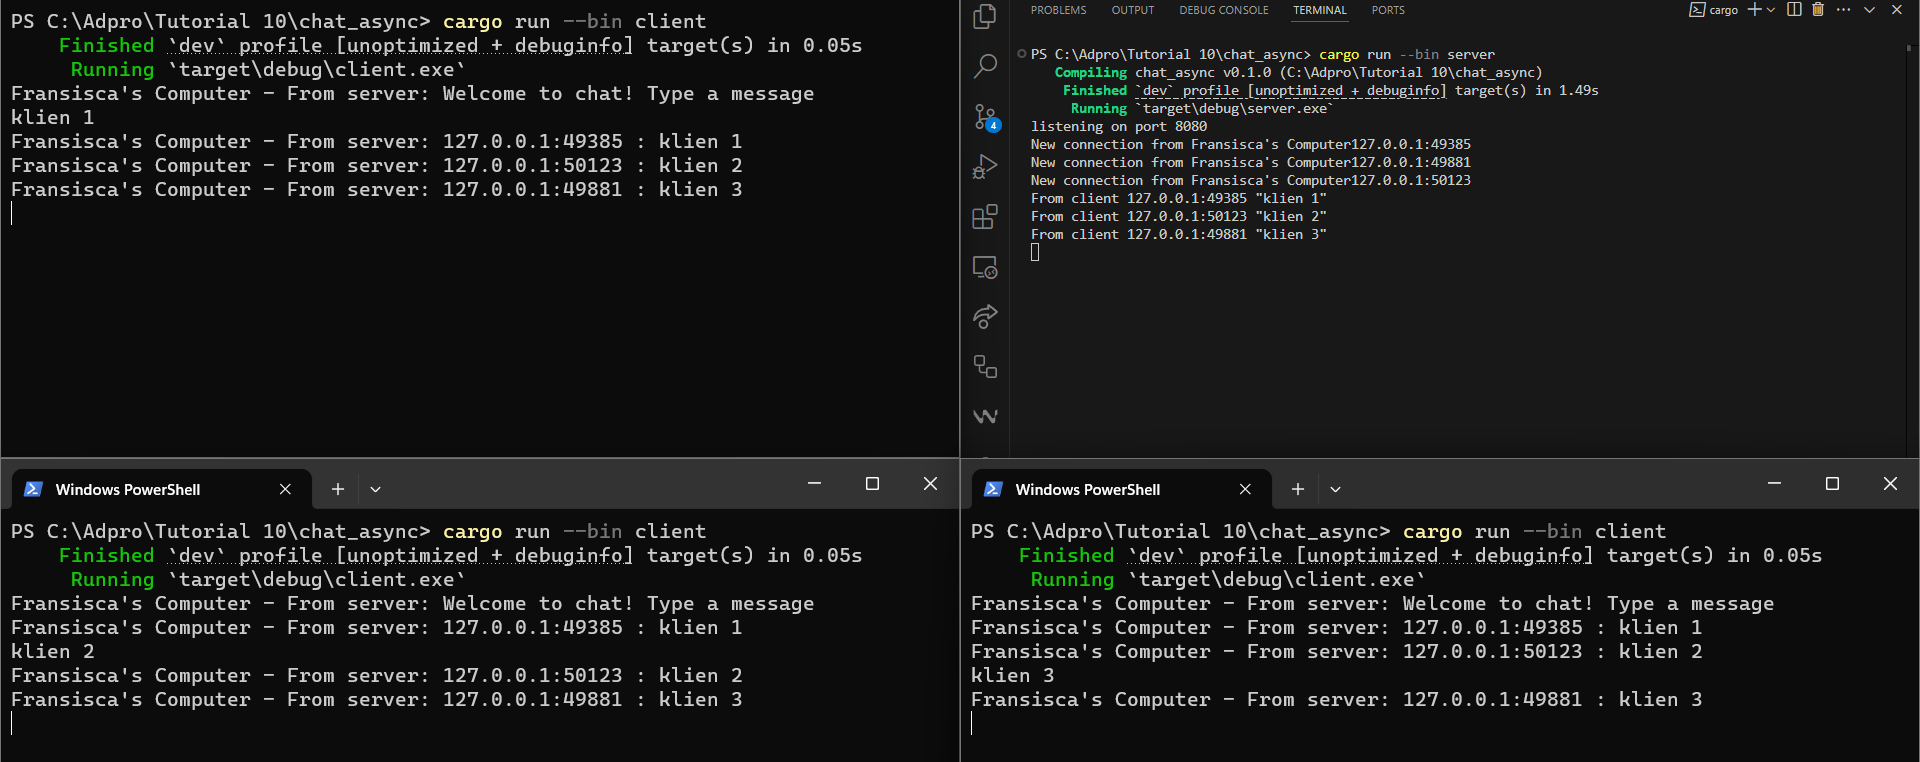 PS C:\Adpro\Tutorial 10\chat_async> cargo run --bin client
    Finished `dev` profile [unoptimized + debuginfo] target(s) in 0.05s
     Running `target\debug\client.exe`
Fransisca's Computer - From server: Welcome to chat! Type a message
klien 1
Fransisca's Computer - From server: 127.0.0.1:49385 : klien 1
Fransisca's Computer - From server: 127.0.0.1:50123 : klien 2
Fransisca's Computer - From server: 127.0.0.1:49881 : klien 3
PROBLEMS OUTPUT DEBUG CONSOLE TERMINAL PORTS cargo
4
PS C:\Adpro\Tutorial 10\chat_async> cargo run --bin server
   Compiling chat_async v0.1.0 (C:\Adpro\Tutorial 10\chat_async)
    Finished `dev` profile [unoptimized + debuginfo] target(s) in 1.49s
     Running `target\debug\server.exe`
listening on port 8080
New connection from Fransisca's Computer127.0.0.1:49385
New connection from Fransisca's Computer127.0.0.1:49881
New connection from Fransisca's Computer127.0.0.1:50123
From client 127.0.0.1:49385 "klien 1"
From client 127.0.0.1:50123 "klien 2"
From client 127.0.0.1:49881 "klien 3"
Windows PowerShell
PS C:\Adpro\Tutorial 10\chat_async> cargo run --bin client
    Finished `dev` profile [unoptimized + debuginfo] target(s) in 0.05s
     Running `target\debug\client.exe`
Fransisca's Computer - From server: Welcome to chat! Type a message
Fransisca's Computer - From server: 127.0.0.1:49385 : klien 1
klien 2
Fransisca's Computer - From server: 127.0.0.1:50123 : klien 2
Fransisca's Computer - From server: 127.0.0.1:49881 : klien 3
Windows PowerShell
PS C:\Adpro\Tutorial 10\chat_async> cargo run --bin client
    Finished `dev` profile [unoptimized + debuginfo] target(s) in 0.05s
     Running `target\debug\client.exe`
Fransisca's Computer - From server: Welcome to chat! Type a message
Fransisca's Computer - From server: 127.0.0.1:49385 : klien 1
Fransisca's Computer - From server: 127.0.0.1:50123 : klien 2
klien 3
Fransisca's Computer - From server: 127.0.0.1:49881 : klien 3